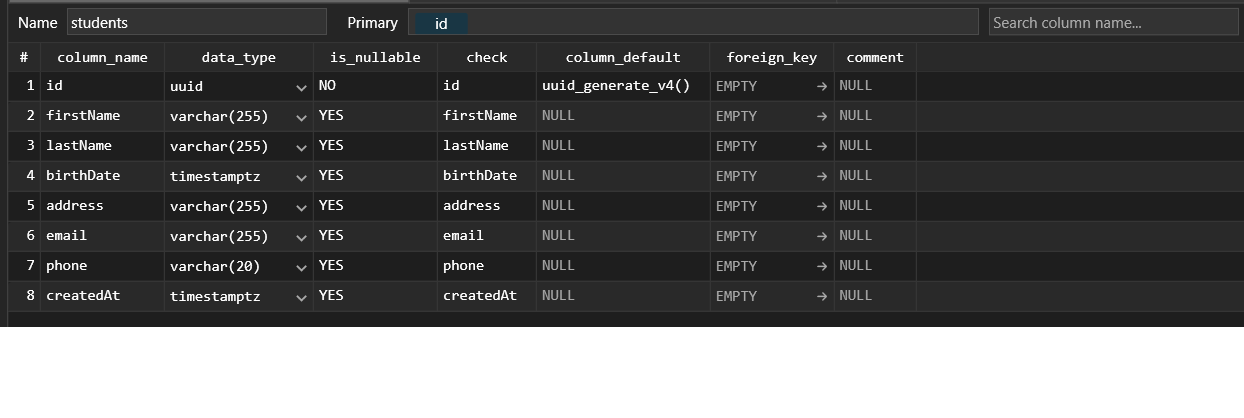 Name students Primary id Search column name...
# column_name data_type is_nullable check column_default foreign_key comment
1 id uuid NO id uuid_generate_v4() EMPTY → NULL
2 firstName varchar(255) YES firstName NULL EMPTY → NULL
3 lastName varchar(255) YES lastName NULL EMPTY → NULL
4 birthDate timestamptz YES birthDate NULL EMPTY → NULL
5 address varchar(255) YES address NULL EMPTY → NULL
6 email varchar(255) YES email NULL EMPTY → NULL
7 phone varchar(20) YES phone NULL EMPTY → NULL
8 createdAt timestamptz YES createdAt NULL EMPTY → NULL